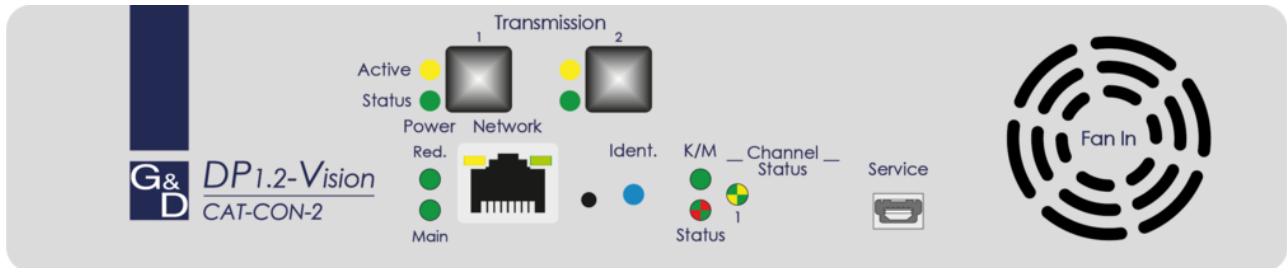 Transmission
1
2
Active
Status
Power
Network
Red.
Ident.
K/M
Channel
Status
Service
Fan In
G&D
DP1.2-Vision
CAT-CON-2
Main
Status
1